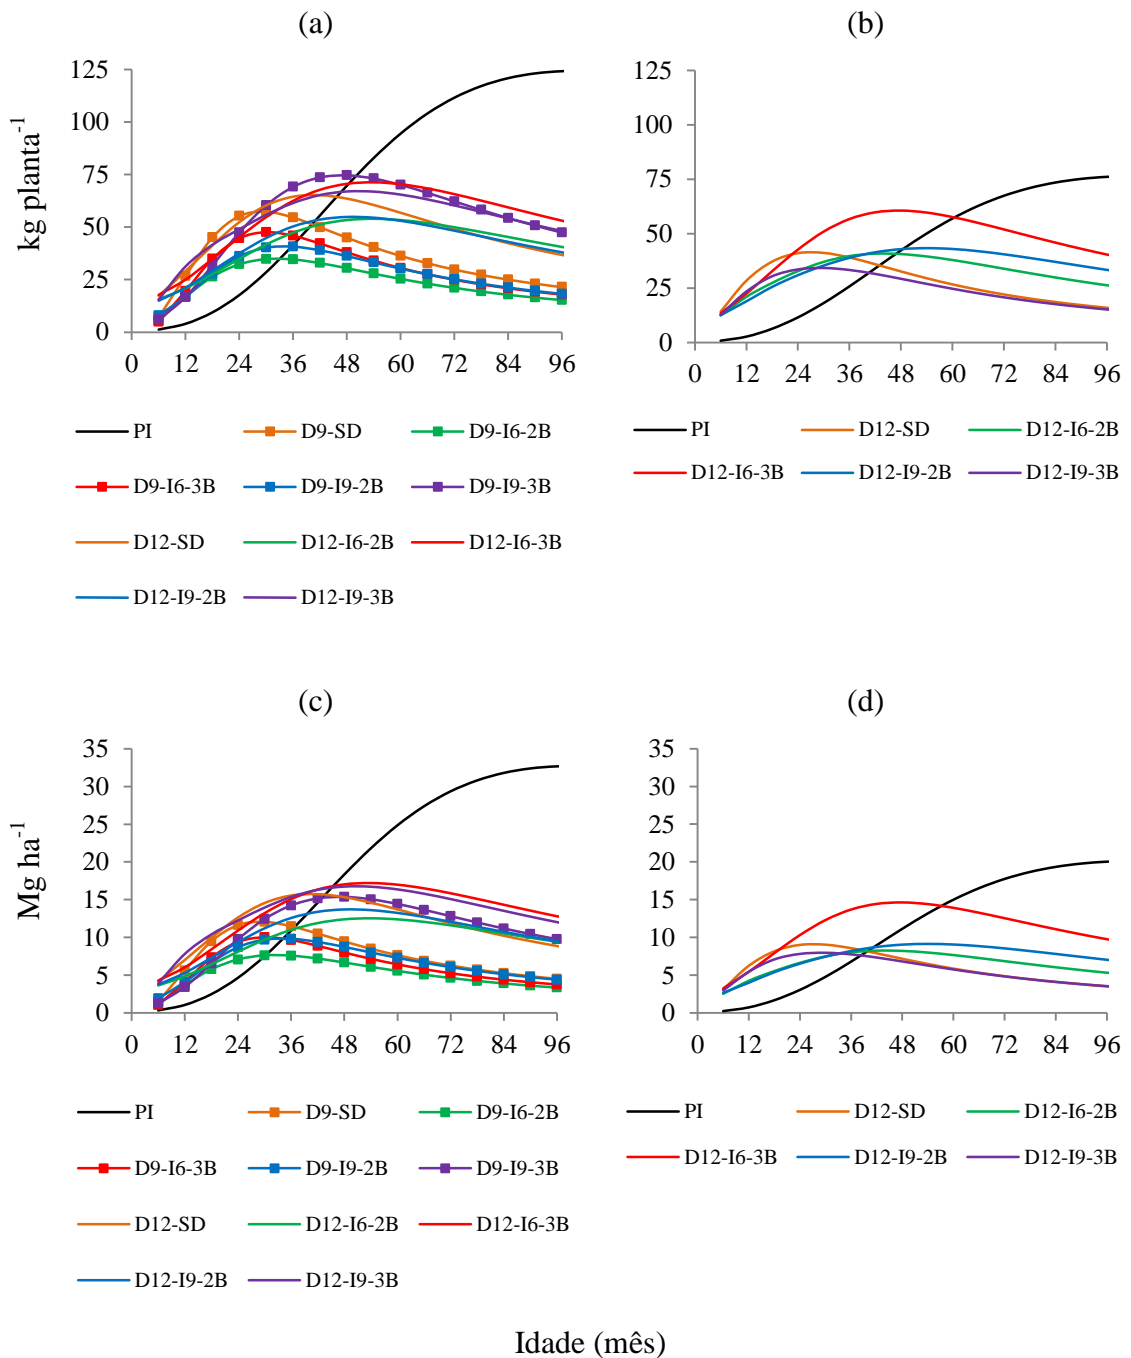 (a)
(b)
kg planta⁻¹
125
100
75
50
25
0
0 12 24 36 48 60 72 84 96
125
100
75
50
25
0
0 12 24 36 48 60 72 84 96
PI D9-SD D9-I6-2B
D9-I6-3B D9-I9-2B D9-I9-3B
D12-SD D12-I6-2B D12-I6-3B
D12-I9-2B D12-I9-3B
PI D12-SD D12-I6-2B
D12-I6-3B D12-I9-2B D12-I9-3B
(c)
(d)
Mg ha⁻¹
35
30
25
20
15
10
5
0
0 12 24 36 48 60 72 84 96
35
30
25
20
15
10
5
0
0 12 24 36 48 60 72 84 96
PI D9-SD D9-I6-2B
D9-I6-3B D9-I9-2B D9-I9-3B
D12-SD D12-I6-2B D12-I6-3B
D12-I9-2B D12-I9-3B
PI D12-SD D12-I6-2B
D12-I6-3B D12-I9-2B D12-I9-3B
Idade (mês)